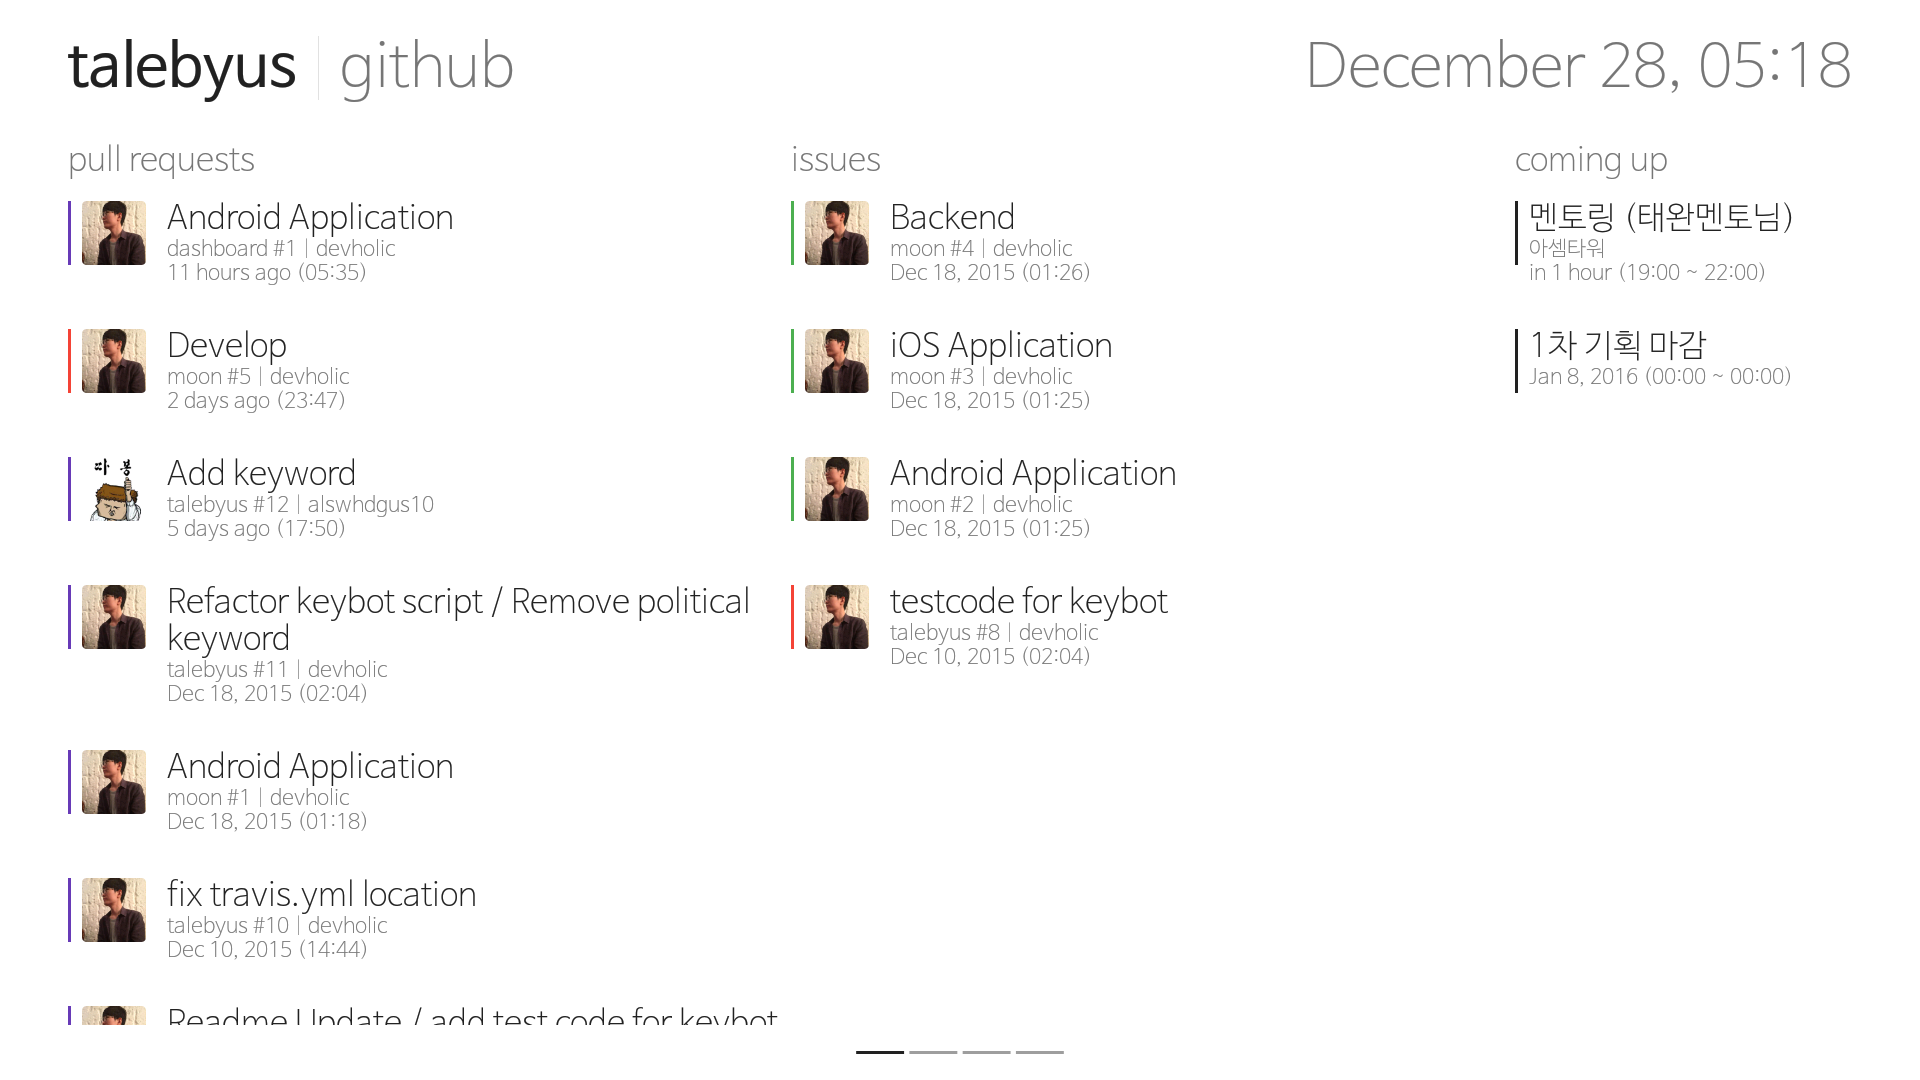 talebyus github
December 28, 05:18
pull requests
Android Application
dashboard #1 | devholic
11 hours ago (05:35)
Develop
moon #5 | devholic
2 days ago (23:47)
따봉
Add keyword
talebyus #12 | alswhdgus10
5 days ago (17:50)
Refactor keybot script / Remove political
keyword
talebyus #11 | devholic
Dec 18, 2015 (02:04)
Android Application
moon #1 | devholic
Dec 18, 2015 (01:18)
fix travis.yml location
talebyus #10 | devholic
Dec 10, 2015 (14:44)
Readme Update / add test code for keybot
issues
Backend
moon #4 | devholic
Dec 18, 2015 (01:26)
iOS Application
moon #3 | devholic
Dec 18, 2015 (01:25)
Android Application
moon #2 | devholic
Dec 18, 2015 (01:25)
testcode for keybot
talebyus #8 | devholic
Dec 10, 2015 (02:04)
coming up
멘토링 (태완멘토님)
아셈타워
in 1 hour (19:00 ~ 22:00)
1차 기획 마감
Jan 8, 2016 (00:00 ~ 00:00)